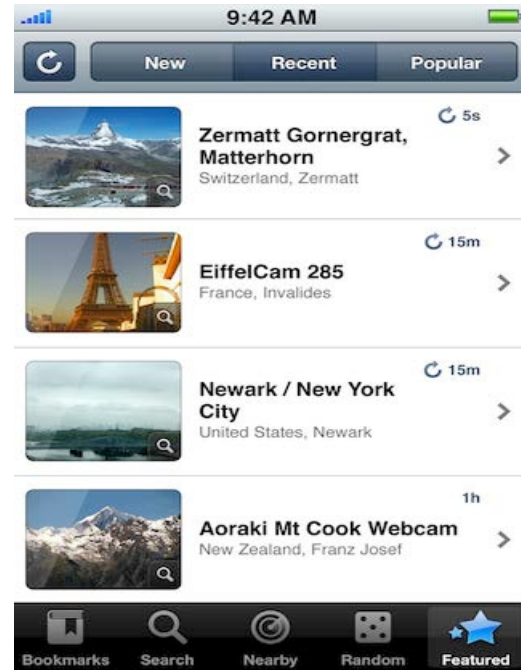 9:42 AM
New Recent Popular
5s
Zermatt Gornergrat,
Matterhorn
Switzerland, Zermatt
15m
EiffelCam 285
France, Invalides
15m
Newark / New York
City
United States, Newark
1h
Aoraki Mt Cook Webcam
New Zealand, Franz Josef
Bookmarks Search Nearby Random Featured